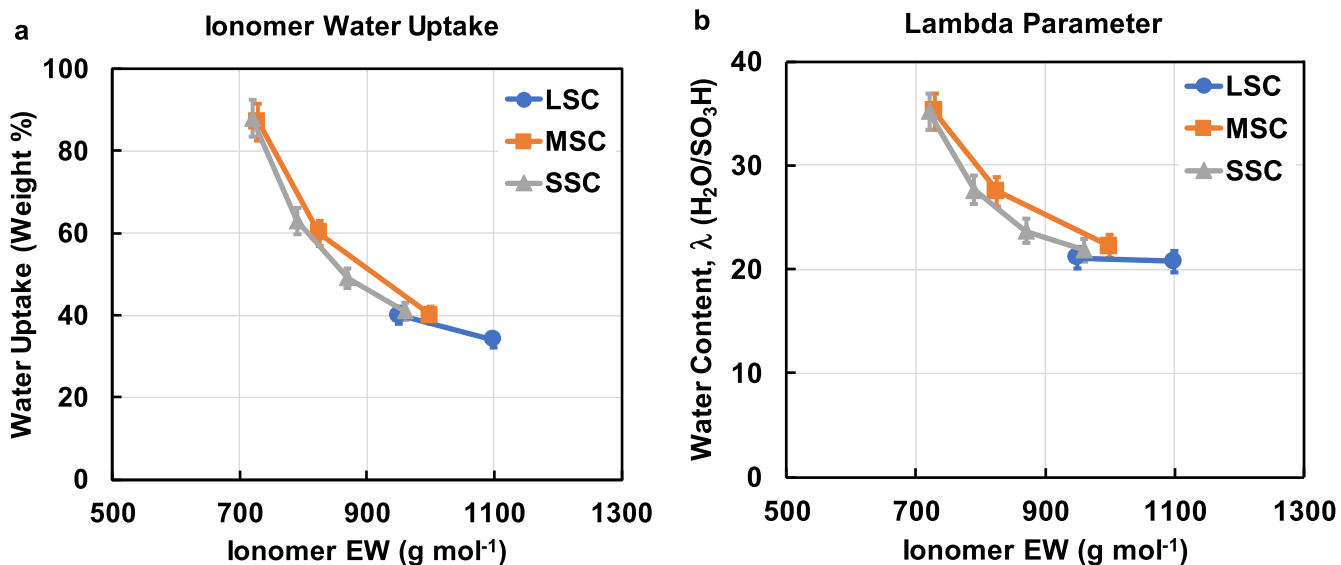 a
Ionomer Water Uptake
Water Uptake (Weight %)
100
80
60
40
20
0
500
700
900
1100
1300
Ionomer EW (g mol⁻¹)
LSC
MSC
SSC
b
Lambda Parameter
Water Content, λ (H₂O/SO₃H)
40
30
20
10
0
500
700
900
1100
1300
Ionomer EW (g mol⁻¹)
LSC
MSC
SSC